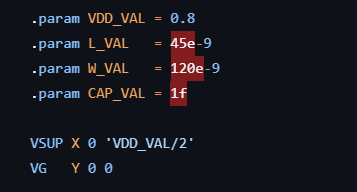 .param VDD_VAL = 0.8
.param L_VAL   = 45e-9
.param W_VAL   = 120e-9
.param CAP_VAL = 1f

VSUP X 0 'VDD_VAL/2'
VG   Y 0 0